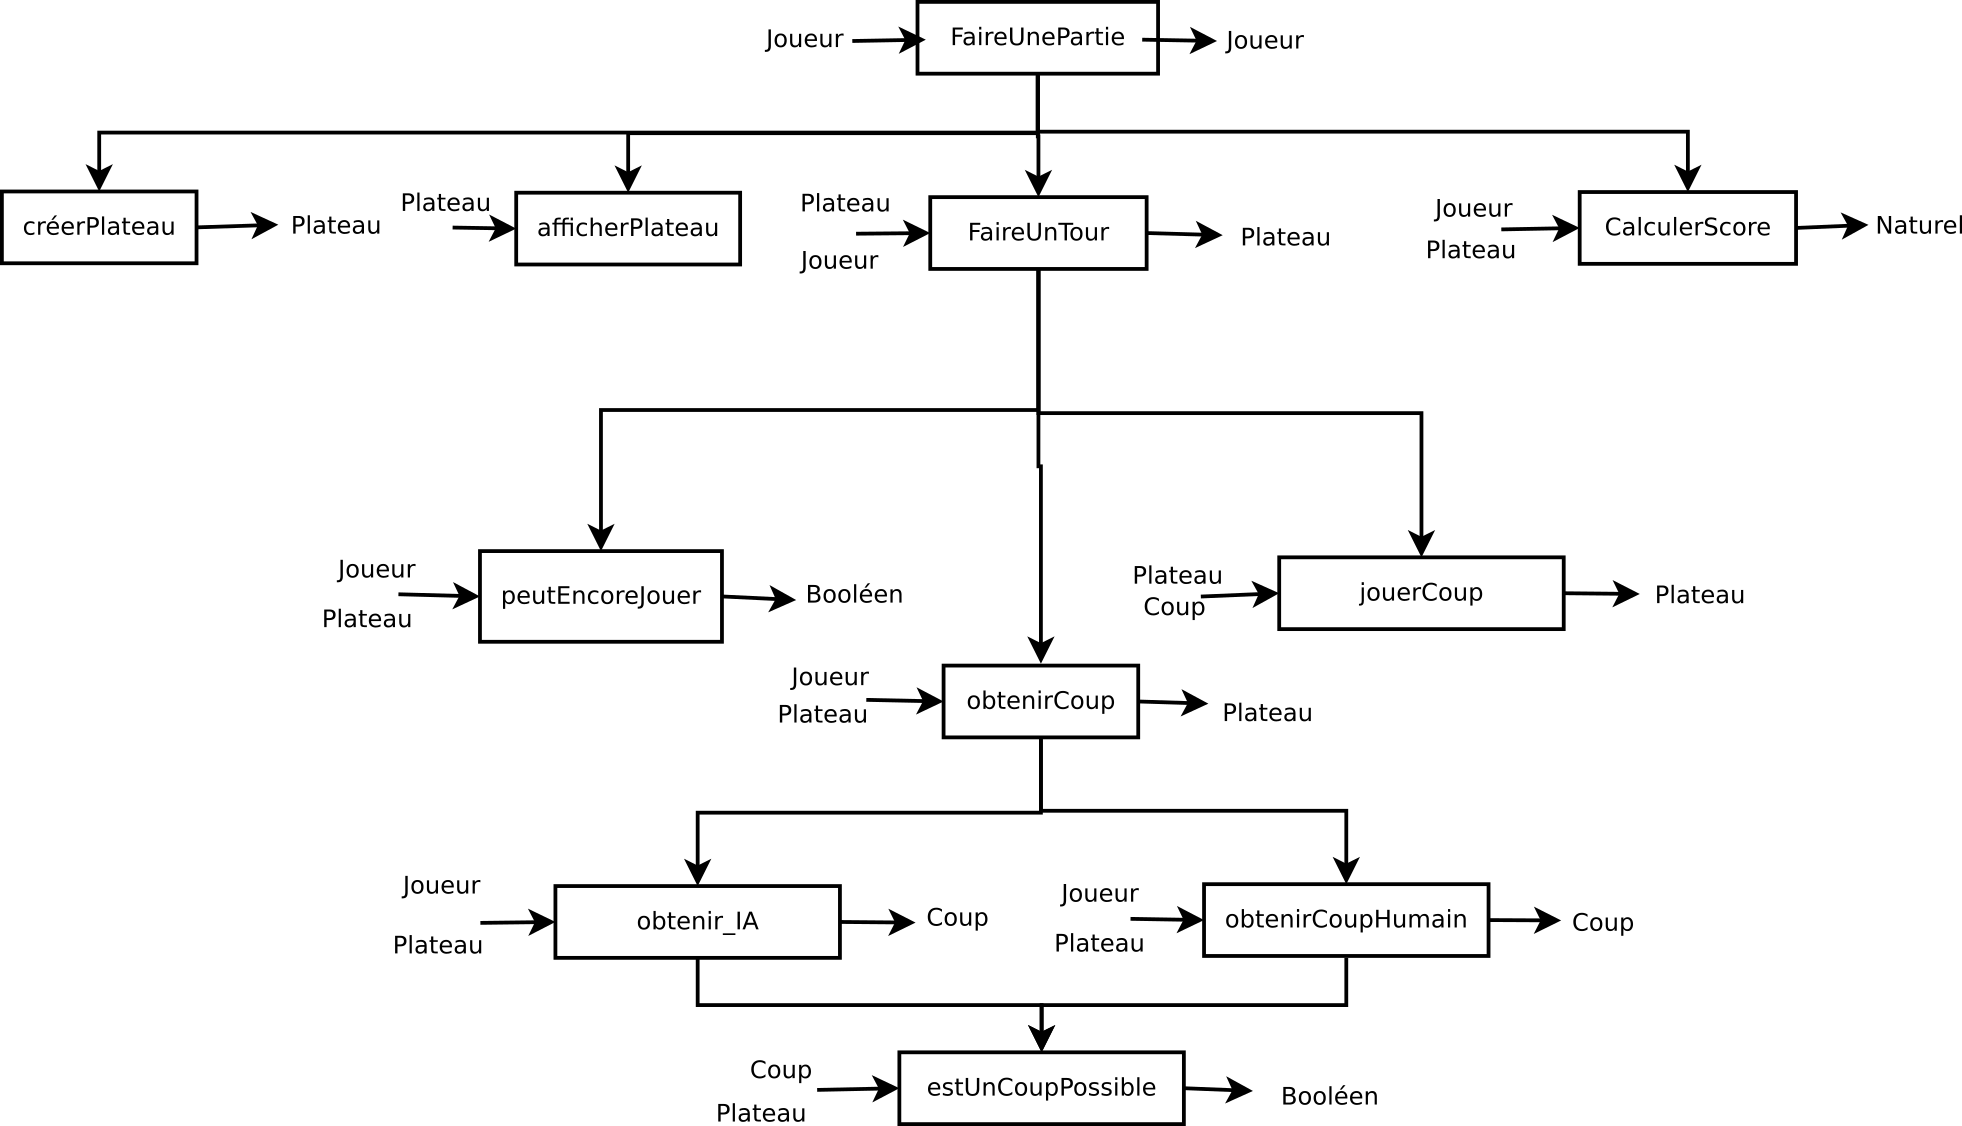 Joueur
FaireUnePartie
Joueur
créerPlateau
Plateau
Plateau
afficherPlateau
Plateau
Joueur
FaireUnTour
Plateau
Joueur
Plateau
CalculerScore
Naturel
Joueur
Plateau
peutEncoreJouer
Booléen
Plateau
Coup
jouerCoup
Plateau
Joueur
Plateau
obtenirCoup
Plateau
Joueur
Plateau
obtenir_IA
Coup
Joueur
Plateau
obtenirCoupHumain
Coup
Coup
Plateau
estUnCoupPossible
Booléen